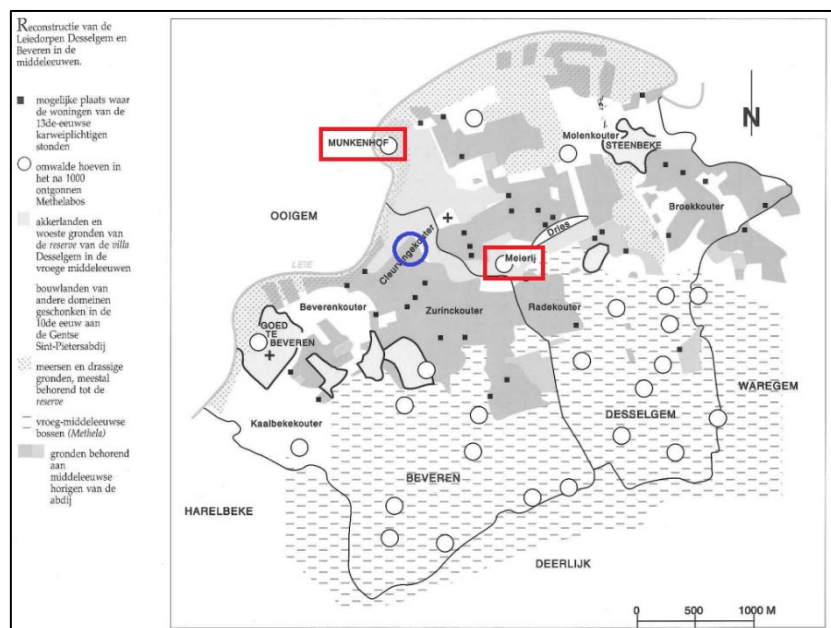 Reconstructie van de
Leiedorpen Desselgem en
Beveren in de
middeleeuwen.
mogelijke plaats waar
de woningen van de
13de-eeuwse
karweiplichtigen
stonden
omwalde hoeven in
het na 1000
ontgonnen
Methelabos
akkerlanden en
woeste gronden van
de reserve van de villa
Desselgem in de
vroege middeleeuwen
bouwlanden van
andere domeinen
geschonken in de
10de eeuw aan
de Gentse
Sint-Pietersabdij
meersen en drassige
gronden, meestal
behorend tot de
reserve
vroeg-middeleeuwse
bossen (Methela)
gronden behorend
aan
middeleeuwse
horigen van de
abdij
N
MUNKENHOF
Molenkouter
STEENBEKE
Broekkouter
OOIGEM
Dries
Cleurvingekouter
Meierij
LEIE
Beverenkouter
Zurinckouter
Radekouter
GOED
TE
BEVEREN
WAREGEM
DESSELGEM
Kaalbekekouter
BEVEREN
HARELBEKE
DEERLIJK
0 500 1000 M